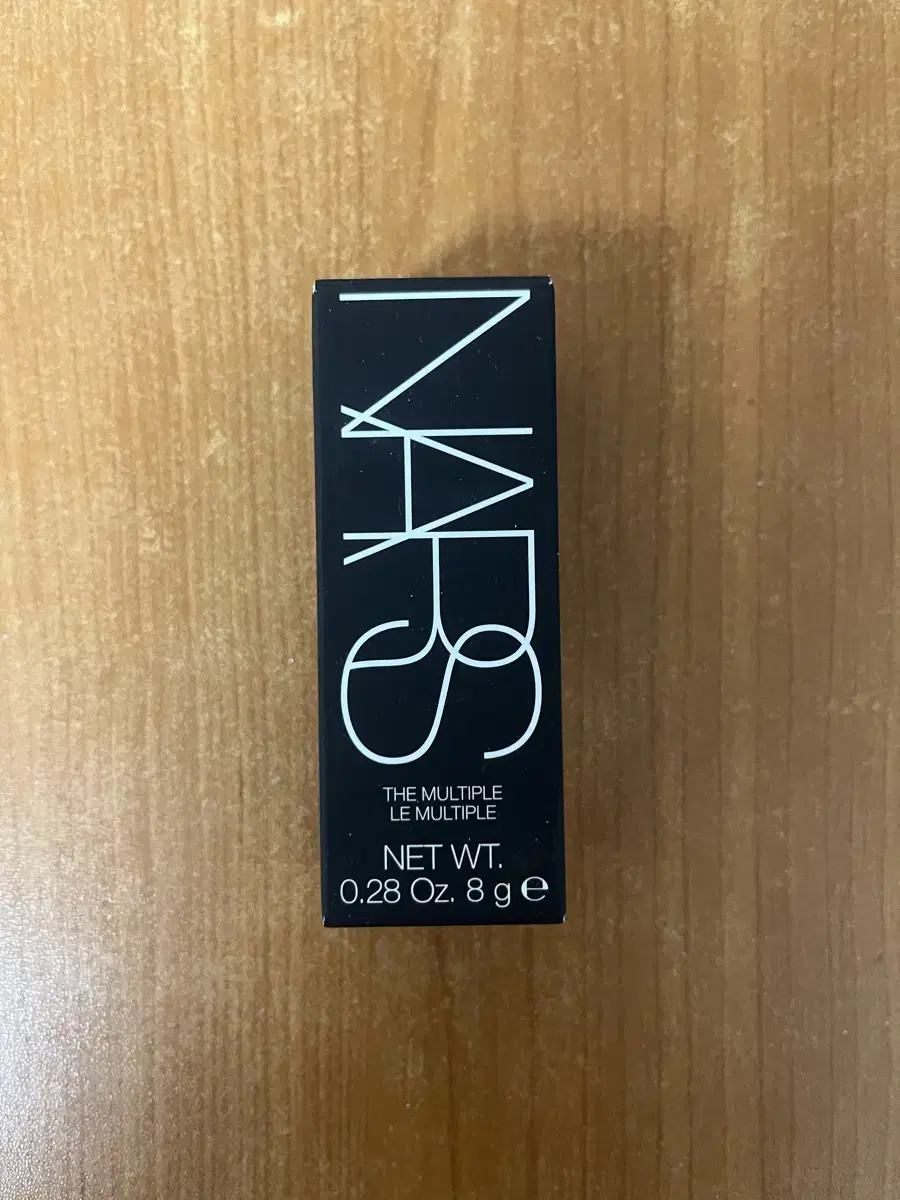 NARS
THE MULTIPLE
LE MULTIPLE
NET WT.
0.28 Oz. 8 g ℮